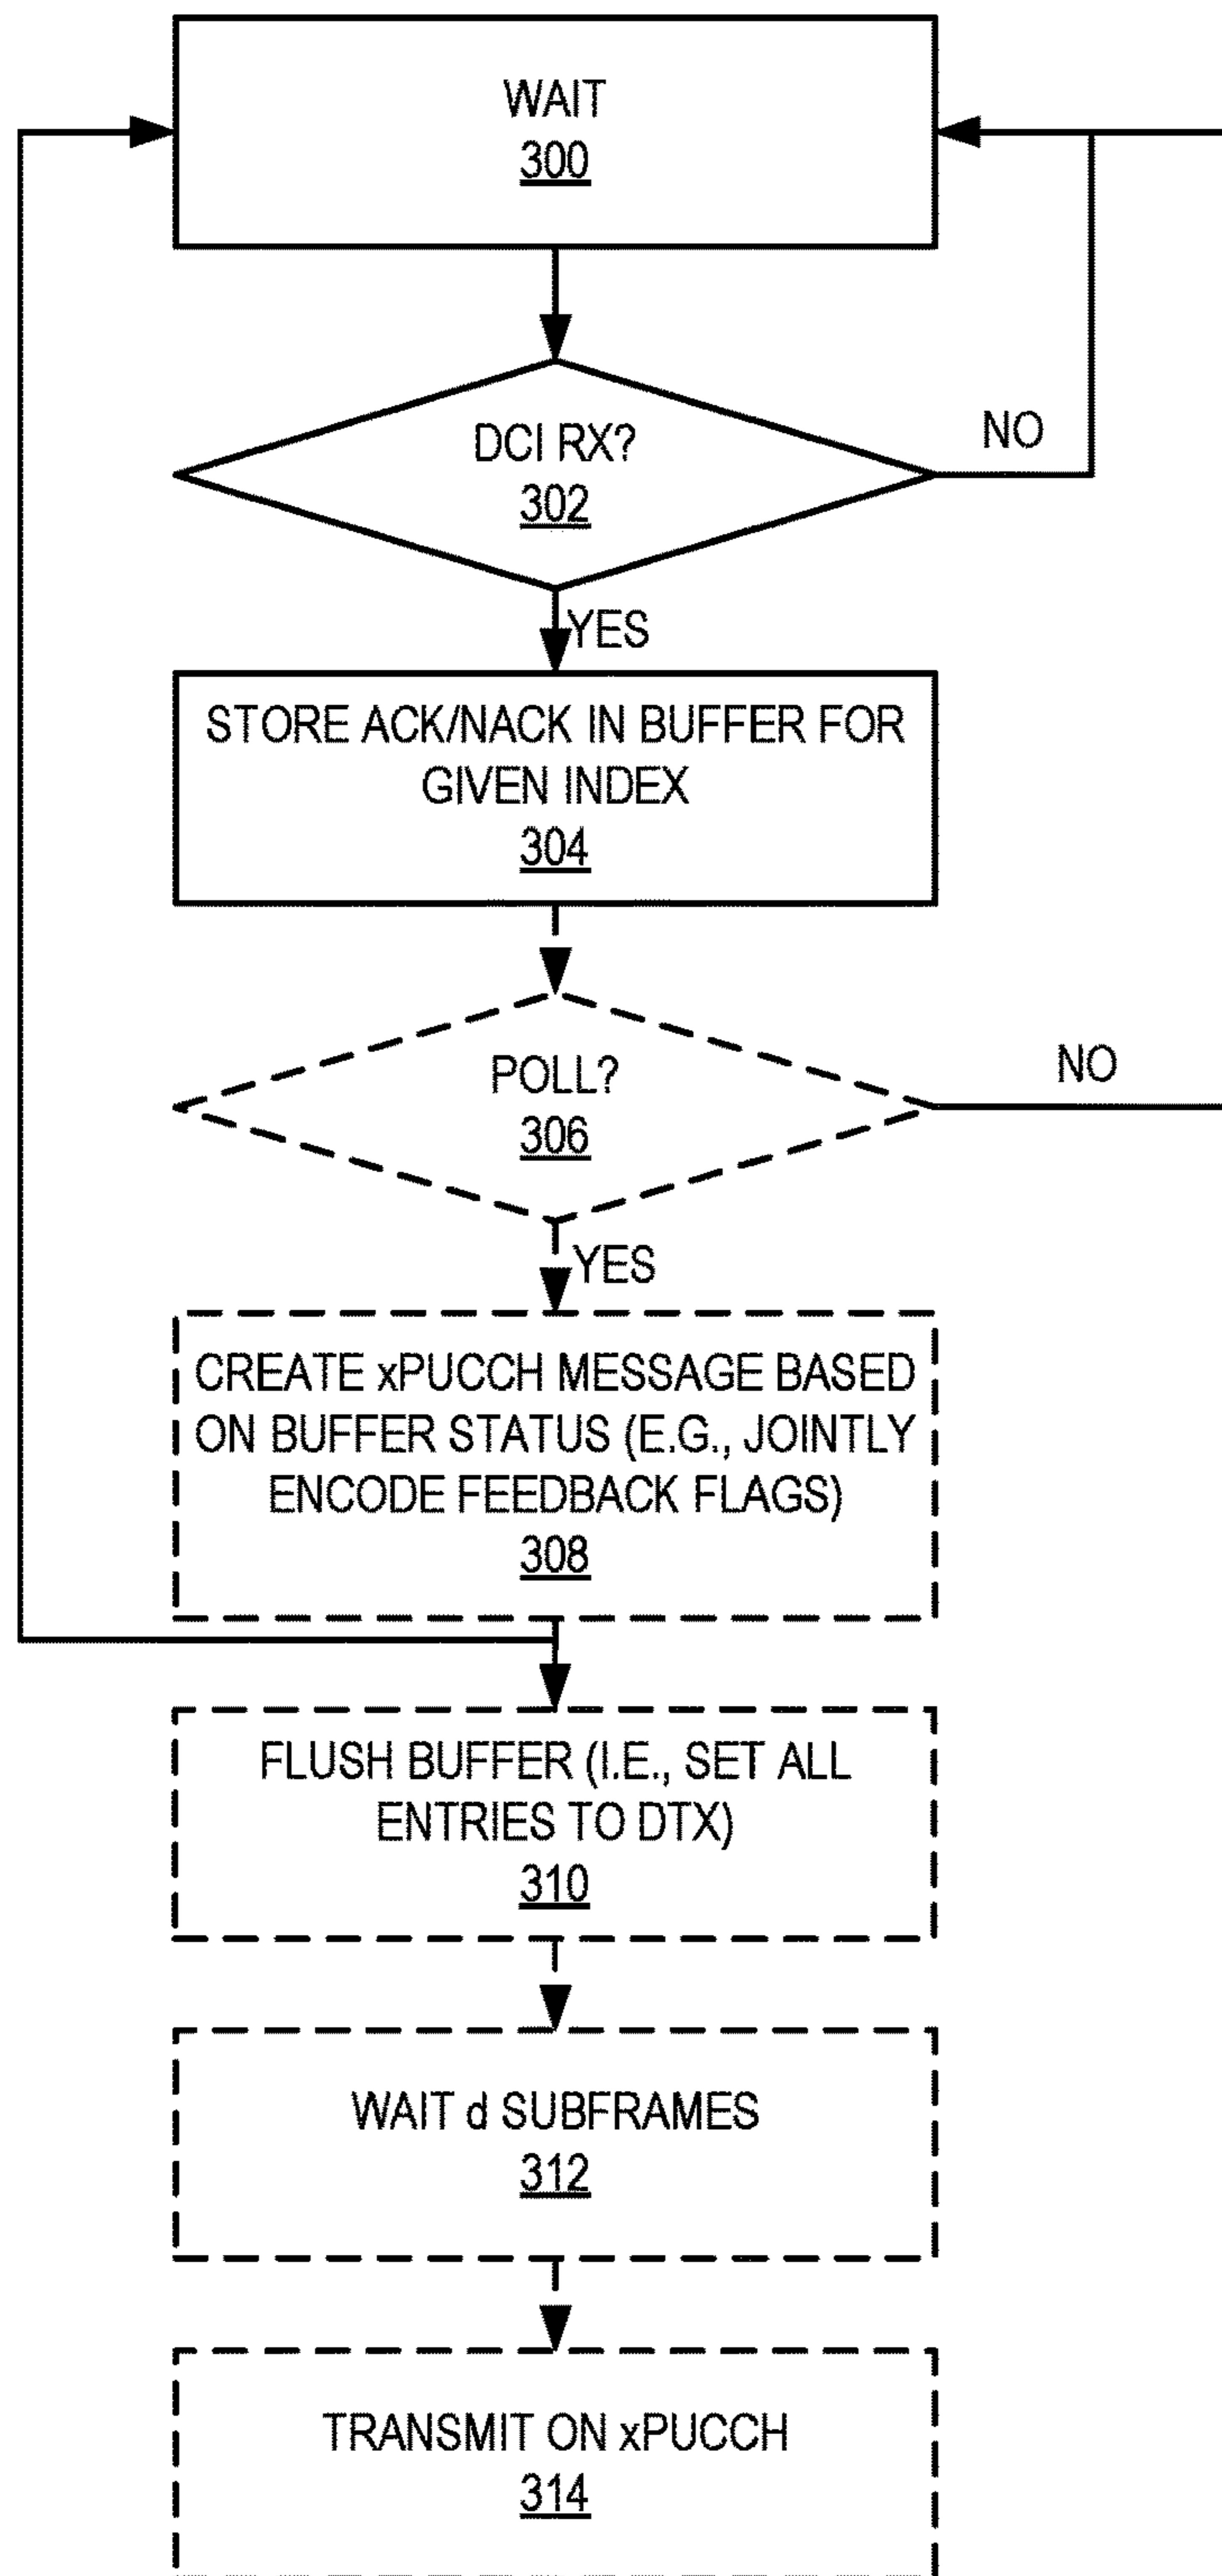 WAIT
300
DCI RX?
302
NO
YES
STORE ACK/NACK IN BUFFER FOR
GIVEN INDEX
304
POLL?
306
NO
YES
CREATE xPUCCH MESSAGE BASED
ON BUFFER STATUS (E.G., JOINTLY
ENCODE FEEDBACK FLAGS)
308
FLUSH BUFFER (I.E., SET ALL
ENTRIES TO DTX)
310
WAIT d SUBFRAMES
312
TRANSMIT ON xPUCCH
314